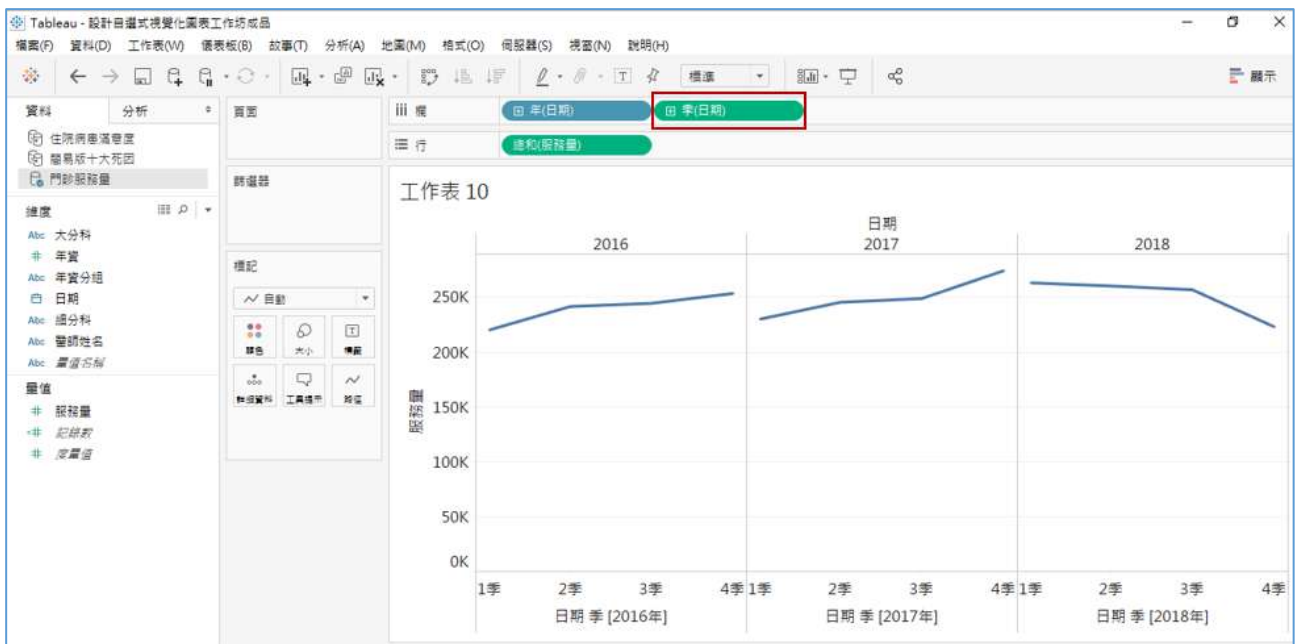 Tableau - 設計自選式視覺化圖表工作坊成品
檔案(F) 資料(D) 工作表(W) 儀表板(B) 故事(T) 分析(A) 地圖(M) 格式(O) 伺服器(S) 視窗(N) 說明(H)
標準
顯示
資料 分析
頁面
iii 欄
年(日期)
季(日期)
住院病患滿意度
簡易版十大死因
門診服務量
行
總和(服務量)
篩選器
工作表 10
維度
Abc 大分科
# 年資
Abc 年資分組
日期
Abc 細分科
Abc 醫師姓名
Abc 量值名稱
量值
# 服務量
# 記錄數
# 度量值
標記
自動
顏色 大小 標籤
詳細資料 工具提示 路徑
日期
2016 2017 2018
250K
200K
150K
100K
50K
0K
服務量
1季 2季 3季 4季 1季 2季 3季 4季 1季 2季 3季 4季
日期 季 [2016年] 日期 季 [2017年] 日期 季 [2018年]